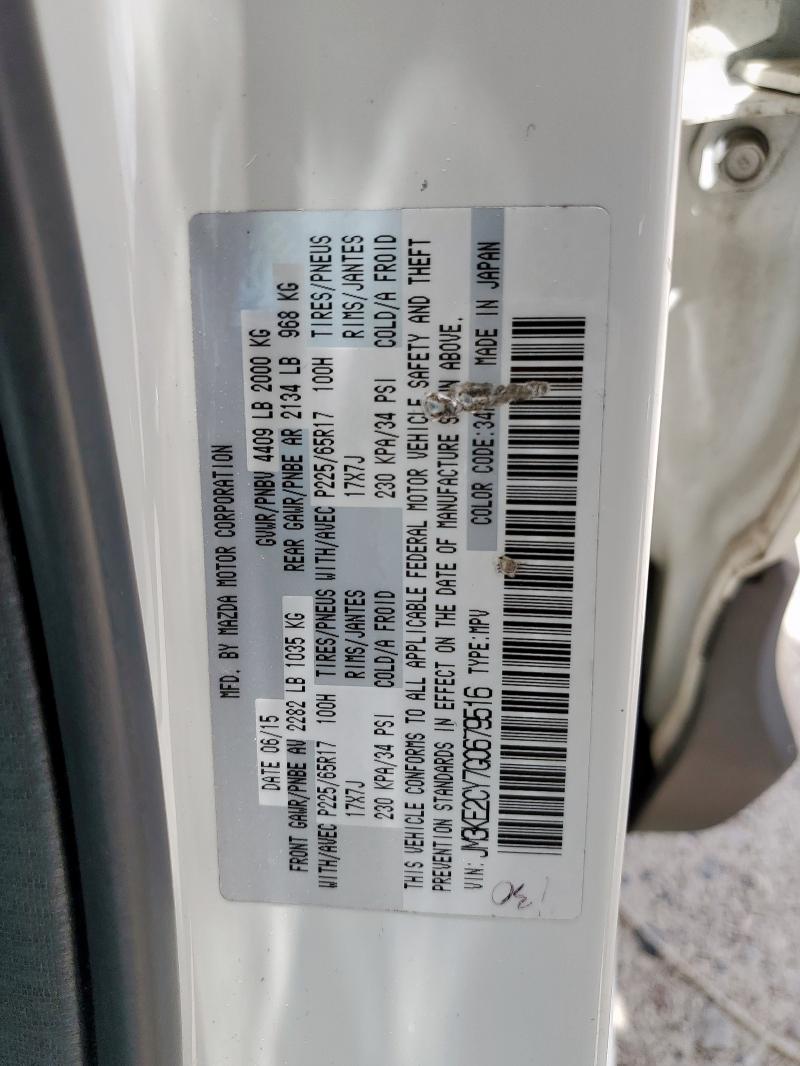 MFD. BY MAZDA MOTOR CORPORATION
DATE 06/15 GVWR/PNBV 4409 LB 2000 KG
FRONT GAWR/PNBE AV 2282 LB 1035 KG REAR GAWR/PNBE AR 2134 LB 968 KG
WITH/AVEC P225/65R17 100H TIRES/PNEUS WITH/AVEC P225/65R17 100H TIRES/PNEUS
17X7J RIMS/JANTES 17X7J RIMS/JANTES
230 KPA/34 PSI COLD/A FROID 230 KPA/34 PSI COLD/A FROID
THIS VEHICLE CONFORMS TO ALL APPLICABLE FEDERAL MOTOR VEHICLE SAFETY AND THEFT
PREVENTION STANDARDS IN EFFECT ON THE DATE OF MANUFACTURE ABOVE.
VIN: JM3KE2CY7G0679516 TYPE:MPV COLOR CODE: MADE IN JAPAN